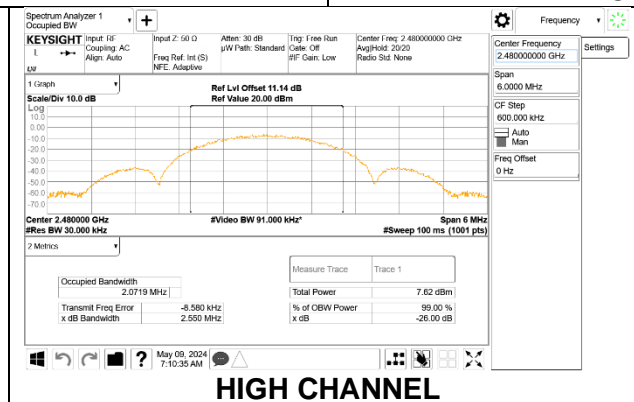 Spectrum Analyzer 1
Occupied BW
+
Frequency
KEYSIGHT
Input: RF
Coupling: AC
Align: Auto
Input Z: 50 Ω
Freq Ref: Int (S)
NFE: Adaptive
Atten: 30 dB
µW Path: Standard
Trig: Free Run
Gate: Off
#IF Gain: Low
Center Freq: 2.480000000 GHz
Avg|Hold: 20/20
Radio Std: None
Center Frequency
2.480000000 GHz
Settings
Span
6.0000 MHz
CF Step
600.000 kHz
Auto
Man
Freq Offset
0 Hz
1 Graph
Scale/Div 10.0 dB
Ref Lvl Offset 11.14 dB
Ref Value 20.00 dBm
Log
10.0
0.00
-10.0
-20.0
-30.0
-40.0
-50.0
-60.0
-70.0
Center 2.480000 GHz
#Video BW 91.000 kHz*
Span 6 MHz
#Res BW 30.000 kHz
#Sweep 100 ms (1001 pts)
2 Metrics
Measure Trace Trace 1
Occupied Bandwidth
2.0719 MHz
Total Power 7.62 dBm
Transmit Freq Error -8.580 kHz
% of OBW Power 99.00 %
x dB Bandwidth 2.550 MHz
x dB -26.00 dB
?
May 09, 2024
7:10:35 AM
HIGH CHANNEL